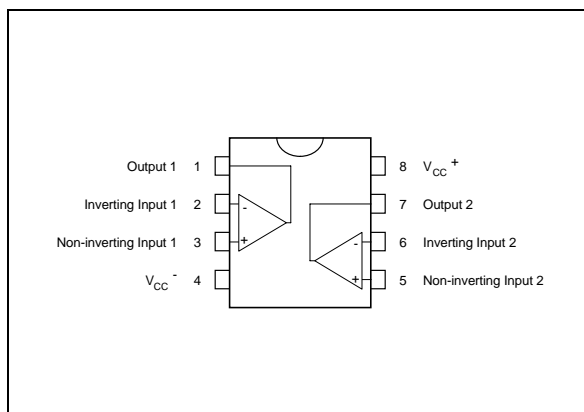 Output 1 1 8 VCC +
Inverting Input 1 2 - 7 Output 2
Non-inverting Input 1 3 + - 6 Inverting Input 2
VCC - 4 + 5 Non-inverting Input 2